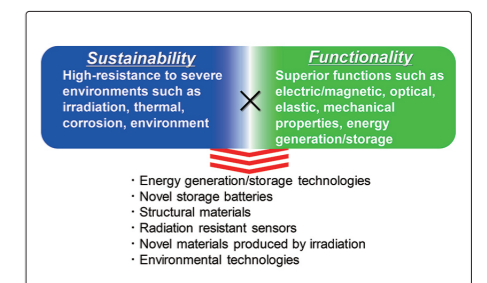 Sustainability
High-resistance to severe
environments such as
irradiation, thermal,
corrosion, environment
×
Functionality
Superior functions such as
electric/magnetic, optical,
elastic, mechanical
properties, energy
generation/storage
・Energy generation/storage technologies
・Novel storage batteries
・Structural materials
・Radiation resistant sensors
・Novel materials produced by irradiation
・Environmental technologies